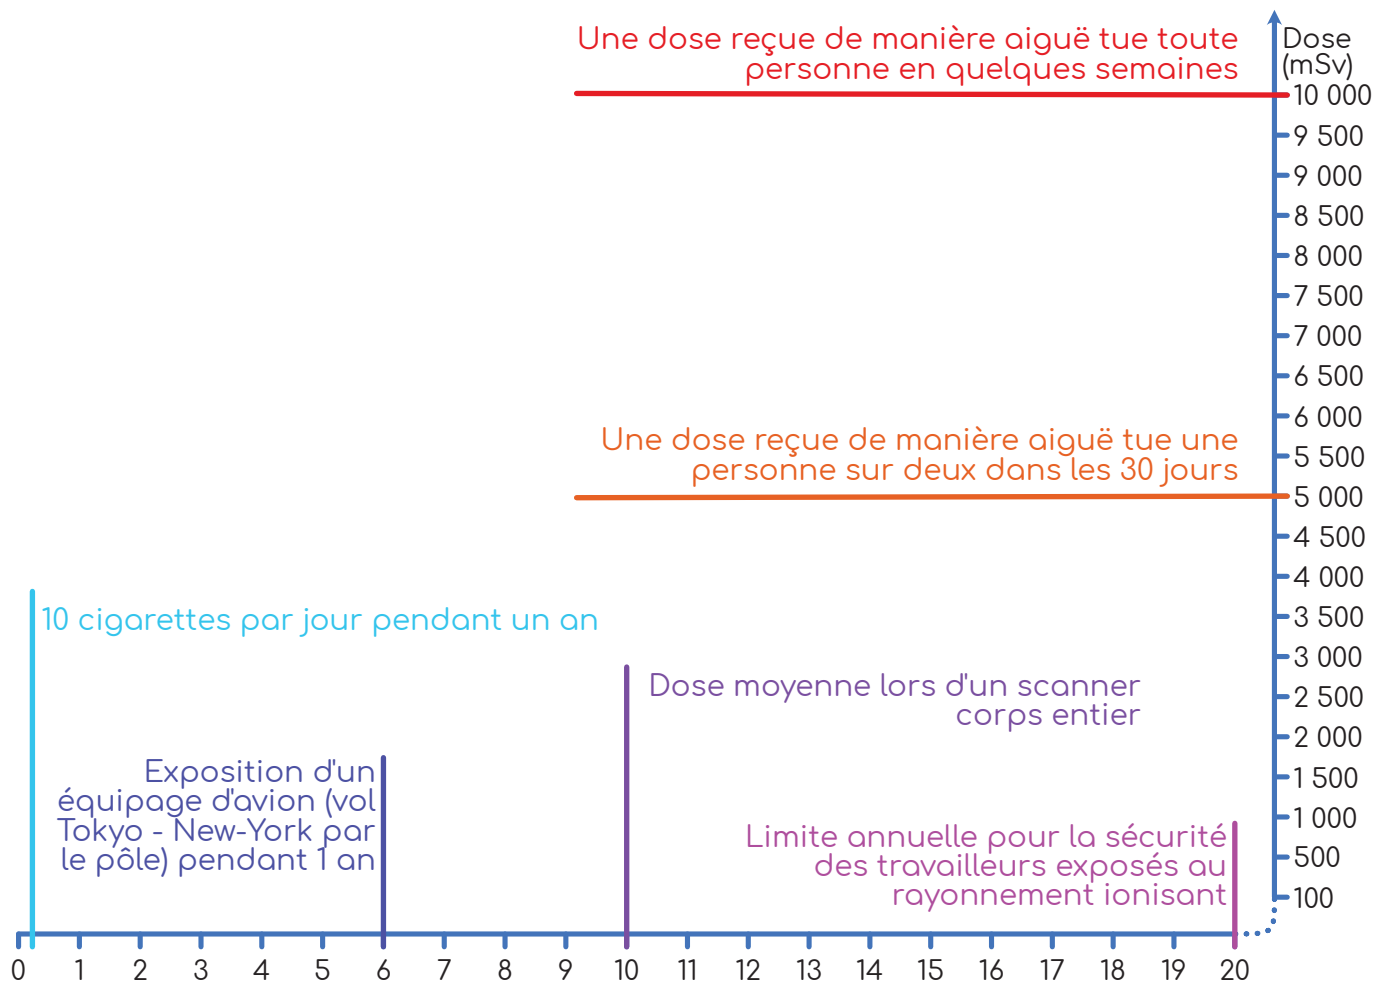 Une dose reçue de manière aiguë tue toute
personne en quelques semaines
Dose
(mSv)
10 000
9 500
9 000
8 500
8 000
7 500
7 000
6 500
6 000
Une dose reçue de manière aiguë tue une
personne sur deux dans les 30 jours
5 500
5 000
4 500
4 000
3 500
3 000
2 500
2 000
1 500
1 000
500
100
10 cigarettes par jour pendant un an
Dose moyenne lors d'un scanner
corps entier
Exposition d'un
équipage d'avion (vol
Tokyo - New-York par
le pôle) pendant 1 an
Limite annuelle pour la sécurité
des travailleurs exposés au
rayonnement ionisant
0 1 2 3 4 5 6 7 8 9 10 11 12 13 14 15 16 17 18 19 20